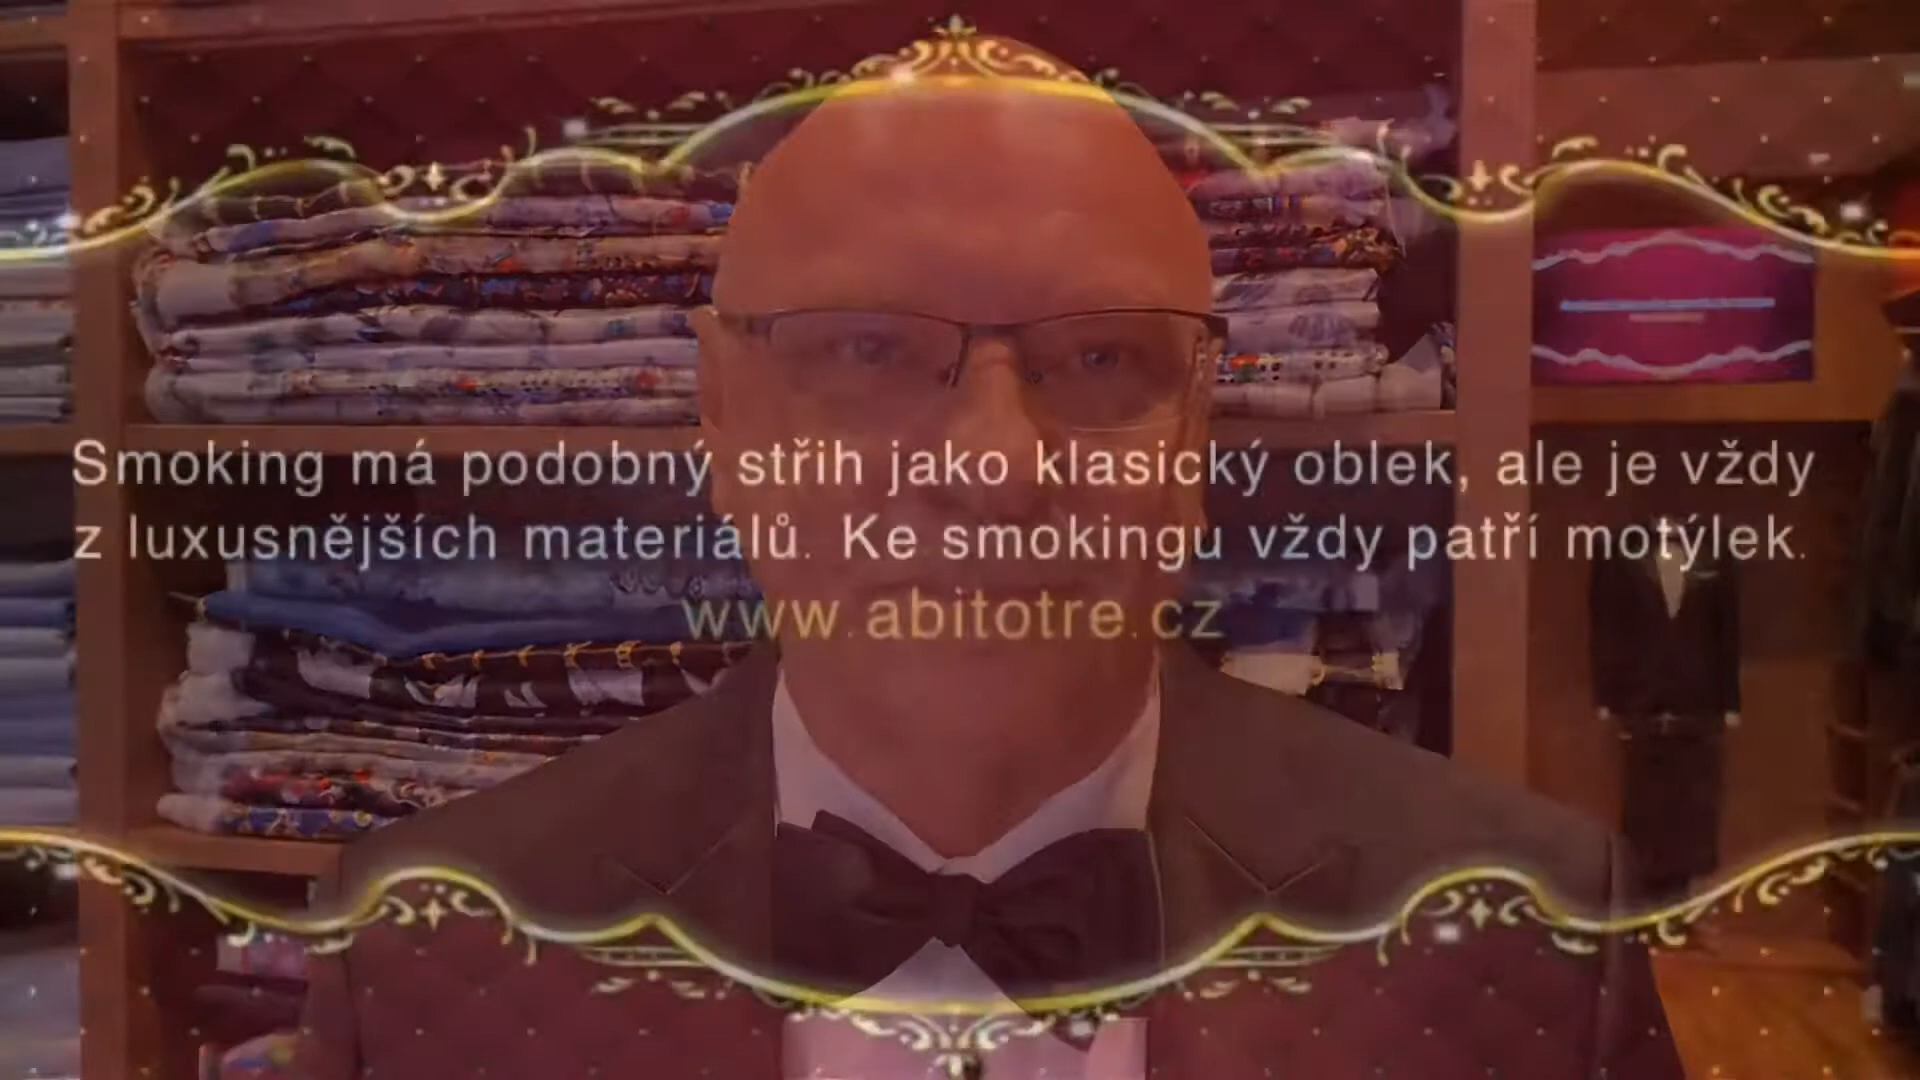 Smoking má podobný střih jako klasický oblek, ale je vždy
z luxusnějších materiálů. Ke smokingu vždy patří motýlek.
www.abitotre.cz